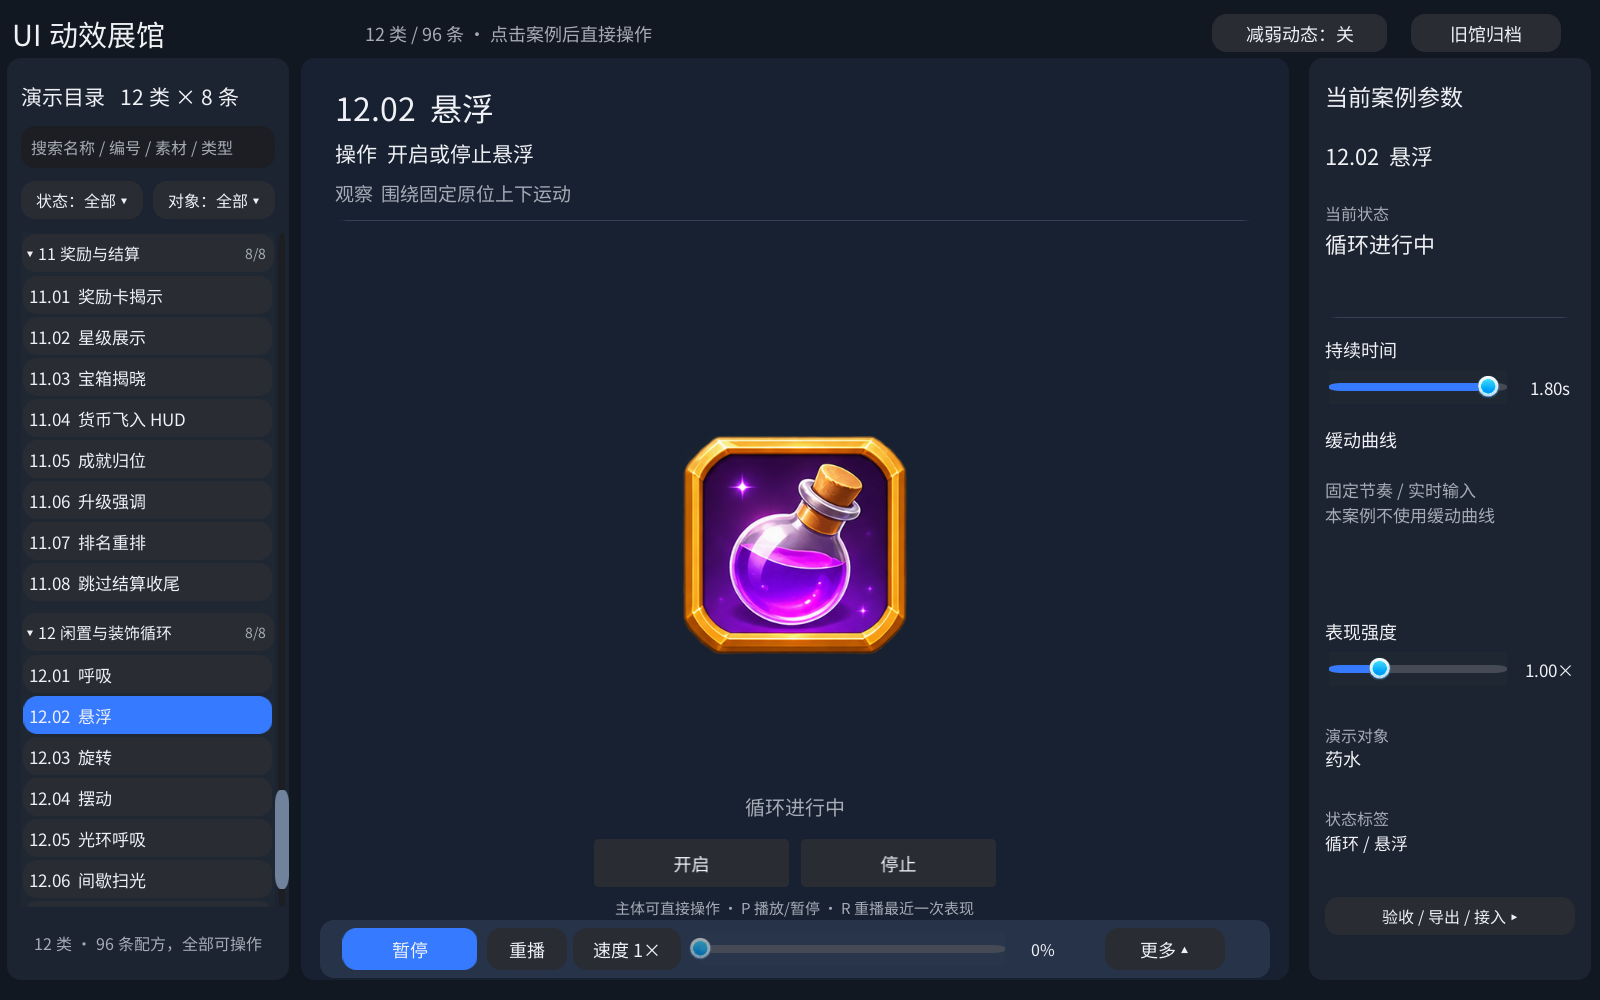 UI 动效展馆
12 类 / 96 条 · 点击案例后直接操作
减弱动态：关
旧馆归档
演示目录 12 类 × 8 条
搜索名称 / 编号 / 素材 / 类型
状态：全部 ▾
对象：全部 ▾
▾ 11 奖励与结算 8/8
11.01 奖励卡揭示
11.02 星级展示
11.03 宝箱揭晓
11.04 货币飞入 HUD
11.05 成就归位
11.06 升级强调
11.07 排名重排
11.08 跳过结算收尾
▾ 12 闲置与装饰循环 8/8
12.01 呼吸
12.02 悬浮
12.03 旋转
12.04 摆动
12.05 光环呼吸
12.06 间歇扫光
12 类 · 96 条配方，全部可操作
12.02 悬浮
操作 开启或停止悬浮
观察 围绕固定原位上下运动
循环进行中
开启
停止
主体可直接操作 · P 播放/暂停 · R 重播最近一次表现
暂停
重播
速度 1×
0%
更多 ▴
当前案例参数
12.02 悬浮
当前状态
循环进行中
持续时间
1.80s
缓动曲线
固定节奏 / 实时输入
本案例不使用缓动曲线
表现强度
1.00×
演示对象
药水
状态标签
循环 / 悬浮
验收 / 导出 / 接入 ▸